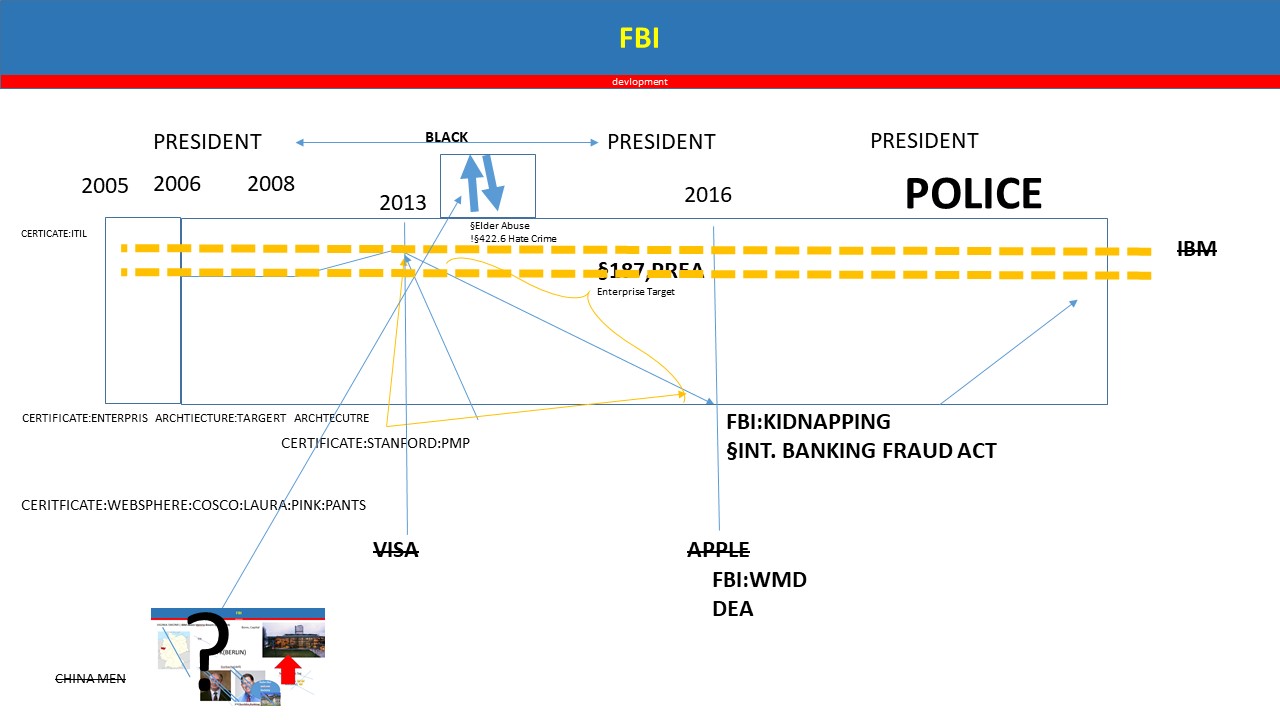 FBI
devlopment
PRESIDENT
BLACK
PRESIDENT
PRESIDENT
2005
2006
2008
2013
2016
POLICE
§Elder Abuse
!§422.6 Hate Crime
CERTICATE:ITIL
IBM
§187,PREA
Enterprise Target
CERTIFICATE:ENTERPRIS ARCHTIECTURE:TARGERT ARCHTECUTRE
CERTIFICATE:STANFORD:PMP
FBI:KIDNAPPING
§INT. BANKING FRAUD ACT
CERITFICATE:WEBSPHERE:COSCO:LAURA:PINK:PANTS
VISA
APPLE
FBI:WMD
DEA
FBI
?
(BERLIN)
CHINA MEN